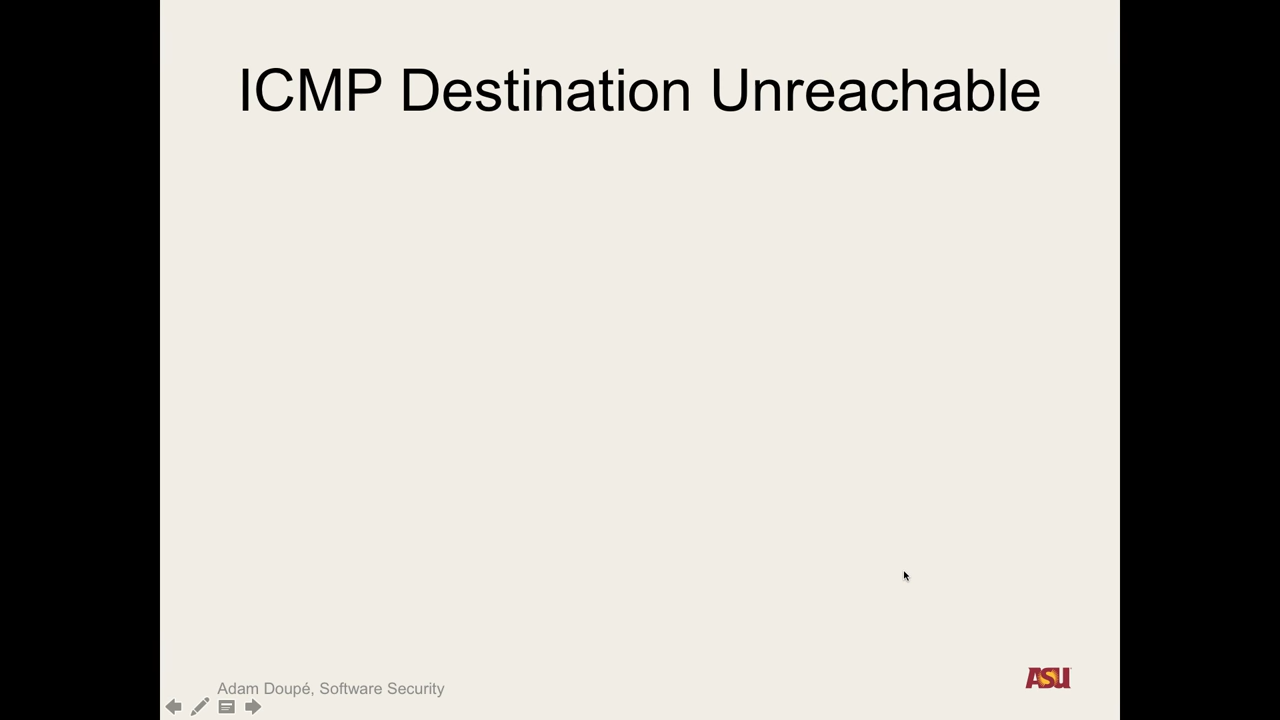 ICMP Destination Unreachable
Adam Doupé, Software Security
ASU